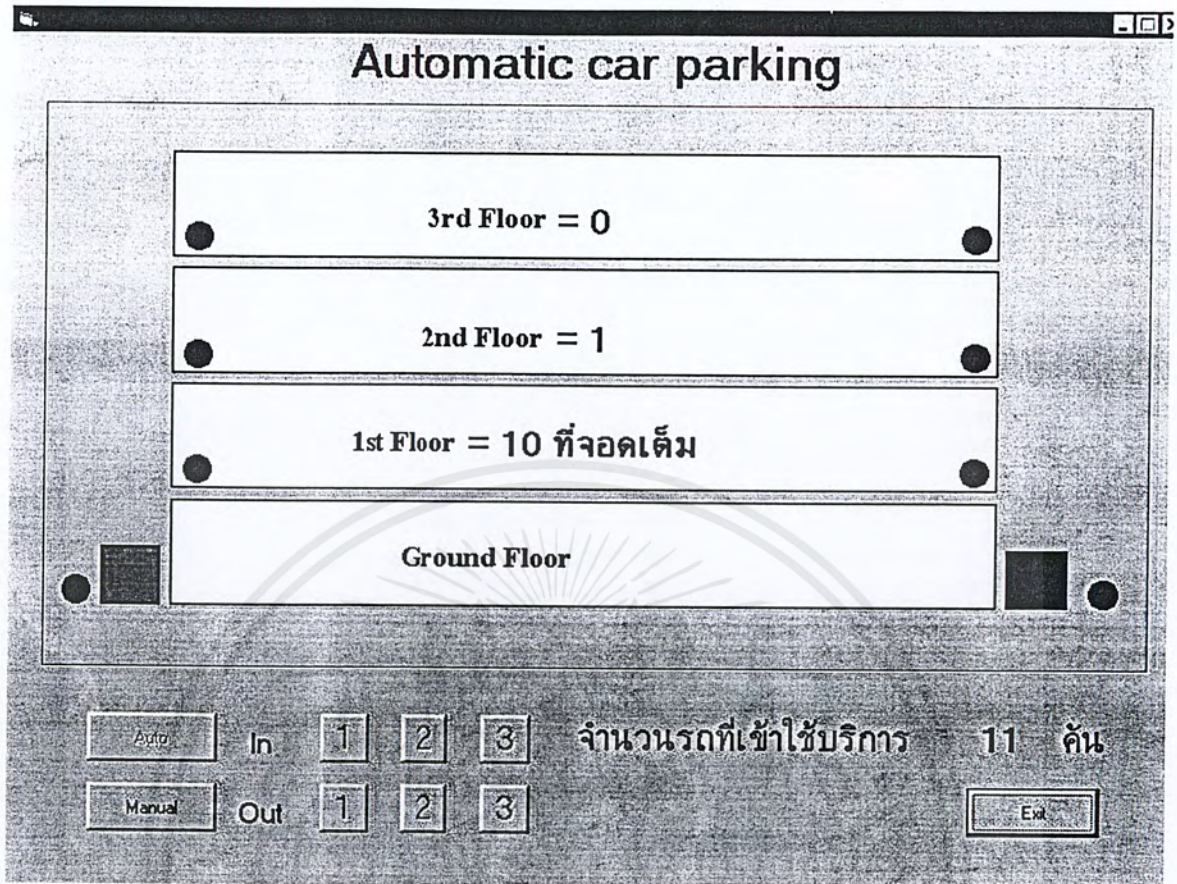 Automatic car parking
3rd Floor = 0
2nd Floor = 1
1st Floor = 10 ที่จอดเต็ม
Ground Floor
Auto In 1 2 3 จำนวนรถที่เข้าใช้บริการ 11 คัน
Manual Out 1 2 3 Exit